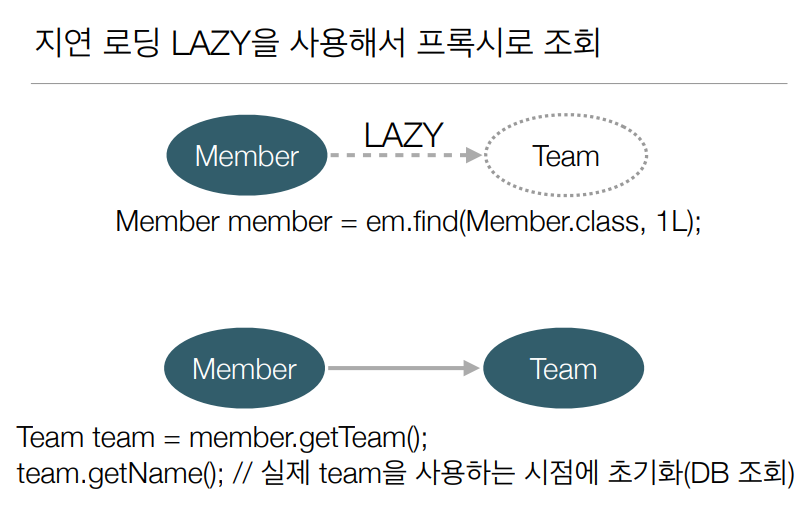 지연 로딩 LAZY을 사용해서 프록시로 조회
Member
LAZY
Team
Member member = em.find(Member.class, 1L);
Member
Team
Team team = member.getTeam();
team.getName(); // 실제 team을 사용하는 시점에 초기화(DB 조회)